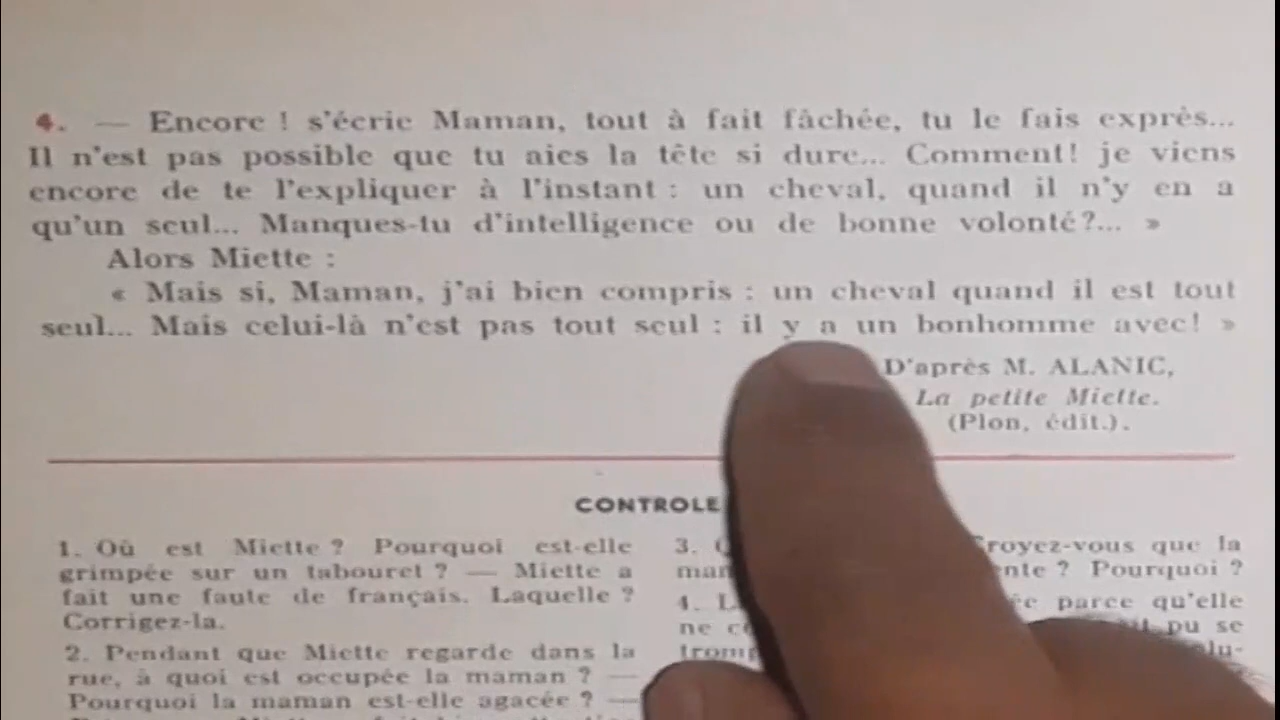 4. — Encore ! s'écrie Maman, tout à fait fâchée, tu le fais exprès...
Il n'est pas possible que tu aies la tête si dure... Comment! je viens
encore de te l'expliquer à l'instant : un cheval, quand il n'y en a
qu'un seul... Manques-tu d'intelligence ou de bonne volonté?... »
Alors Miette :
« Mais si, Maman, j'ai bien compris : un cheval quand il est tout
seul... Mais celui-là n'est pas tout seul : il y a un bonhomme avec! »
D'après M. ALANIC,
La petite Miette.
(Plon, édit.).
CONTROLE
1. Où est Miette ? Pourquoi est-elle
grimpée sur un tabouret ? — Miette a
fait une faute de français. Laquelle ?
Corrigez-la.
2. Pendant que Miette regarde dans la
rue, à quoi est occupée la maman ? —
Pourquoi la maman est-elle agacée ? —
3. Croyez-vous que la
Pourquoi ?
4. parce qu'elle
pu se